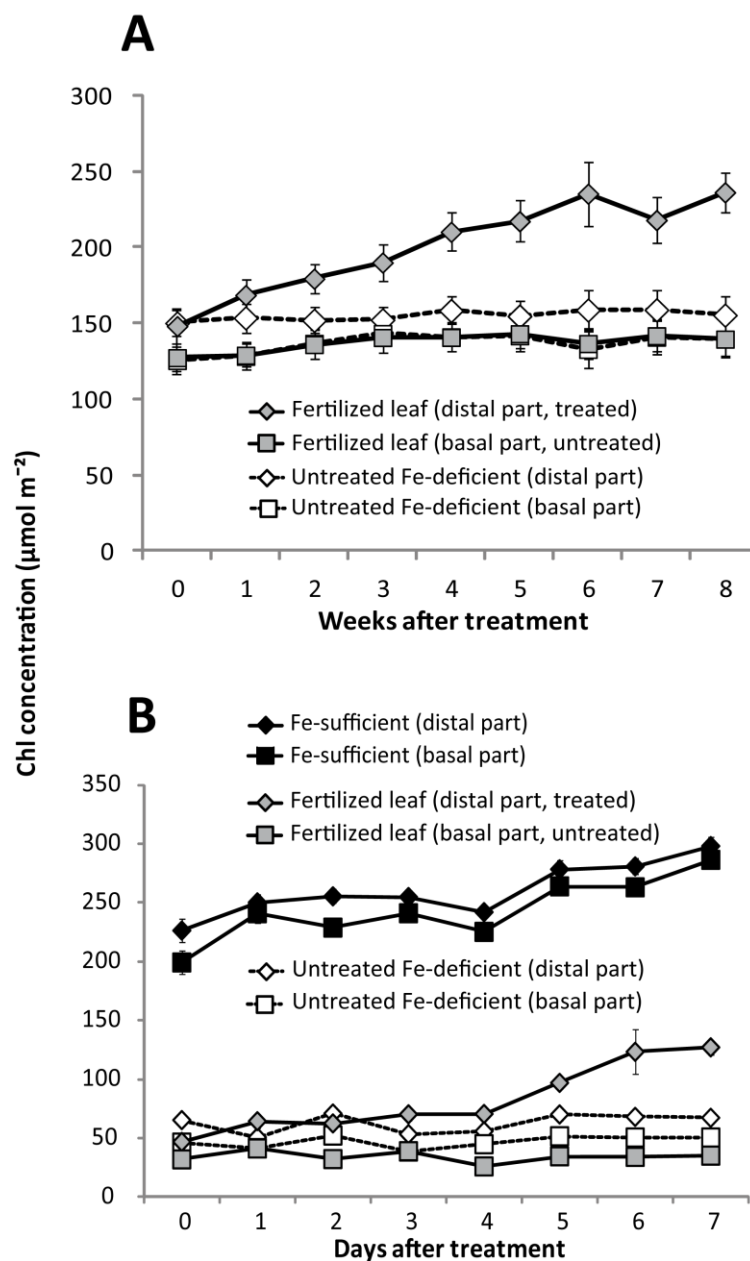 A
Chl concentration (µmol m⁻²)
300
250
200
150
100
50
0
Fertilized leaf (distal part, treated)
Fertilized leaf (basal part, untreated)
Untreated Fe-deficient (distal part)
Untreated Fe-deficient (basal part)
0 1 2 3 4 5 6 7 8
Weeks after treatment
B
Fe-sufficient (distal part)
Fe-sufficient (basal part)
Fertilized leaf (distal part, treated)
Fertilized leaf (basal part, untreated)
350
300
250
200
150
100
50
0
Untreated Fe-deficient (distal part)
Untreated Fe-deficient (basal part)
0 1 2 3 4 5 6 7
Days after treatment